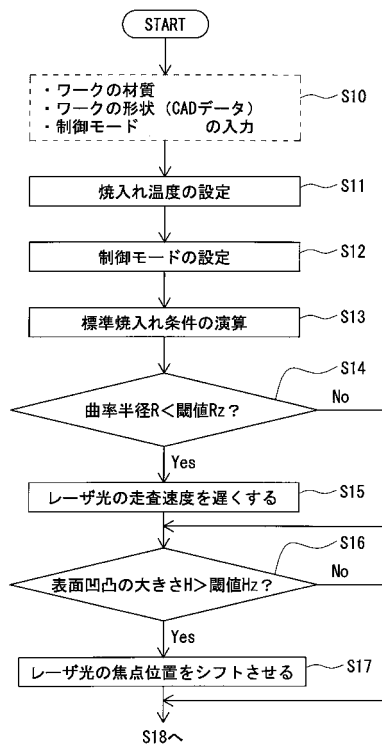 START
・ワークの材質
・ワークの形状（CADデータ）
・制御モード　　　の入力
S10
焼入れ温度の設定
S11
制御モードの設定
S12
標準焼入れ条件の演算
S13
曲率半径R＜閾値Rz？
S14
No
Yes
レーザ光の走査速度を遅くする
S15
表面凹凸の大きさH＞閾値Hz？
S16
No
Yes
レーザ光の焦点位置をシフトさせる
S17
S18へ